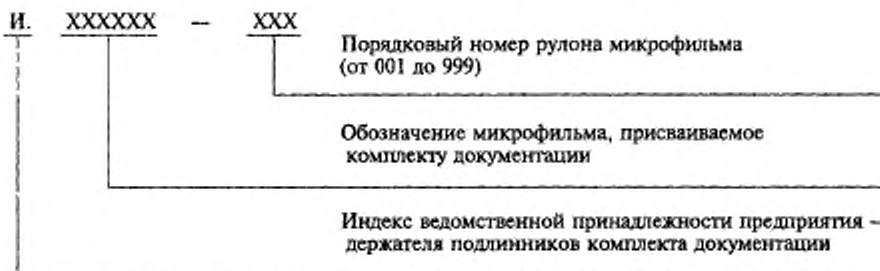 И. XXXXXX – XXX
Порядковый номер рулона микрофильма
(от 001 до 999)
Обозначение микрофильма, присваиваемое
комплекту документации
Индекс ведомственной принадлежности предприятия –
держателя подлинников комплекта документации